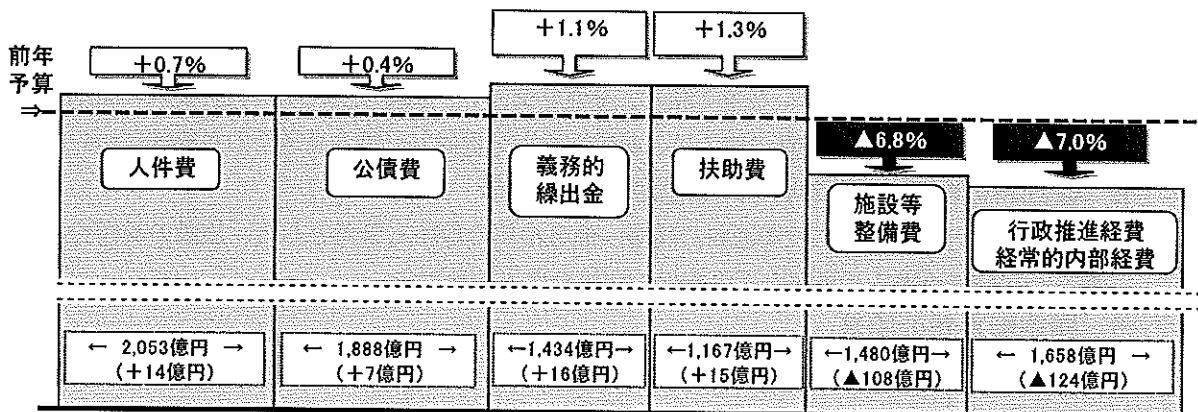 前年
予算
⇒
+0.7%
+0.4%
+1.1%
+1.3%
▲6.8%
▲7.0%
人件費
公債費
義務的
繰出金
扶助費
施設等
整備費
行政推進経費
経常的内部経費
← 2,053億円 →
(+14億円)
← 1,888億円 →
(+7億円)
←1,434億円→
(+16億円)
←1,167億円→
(+15億円)
←1,480億円→
(▲108億円)
← 1,658億円 →
(▲124億円)